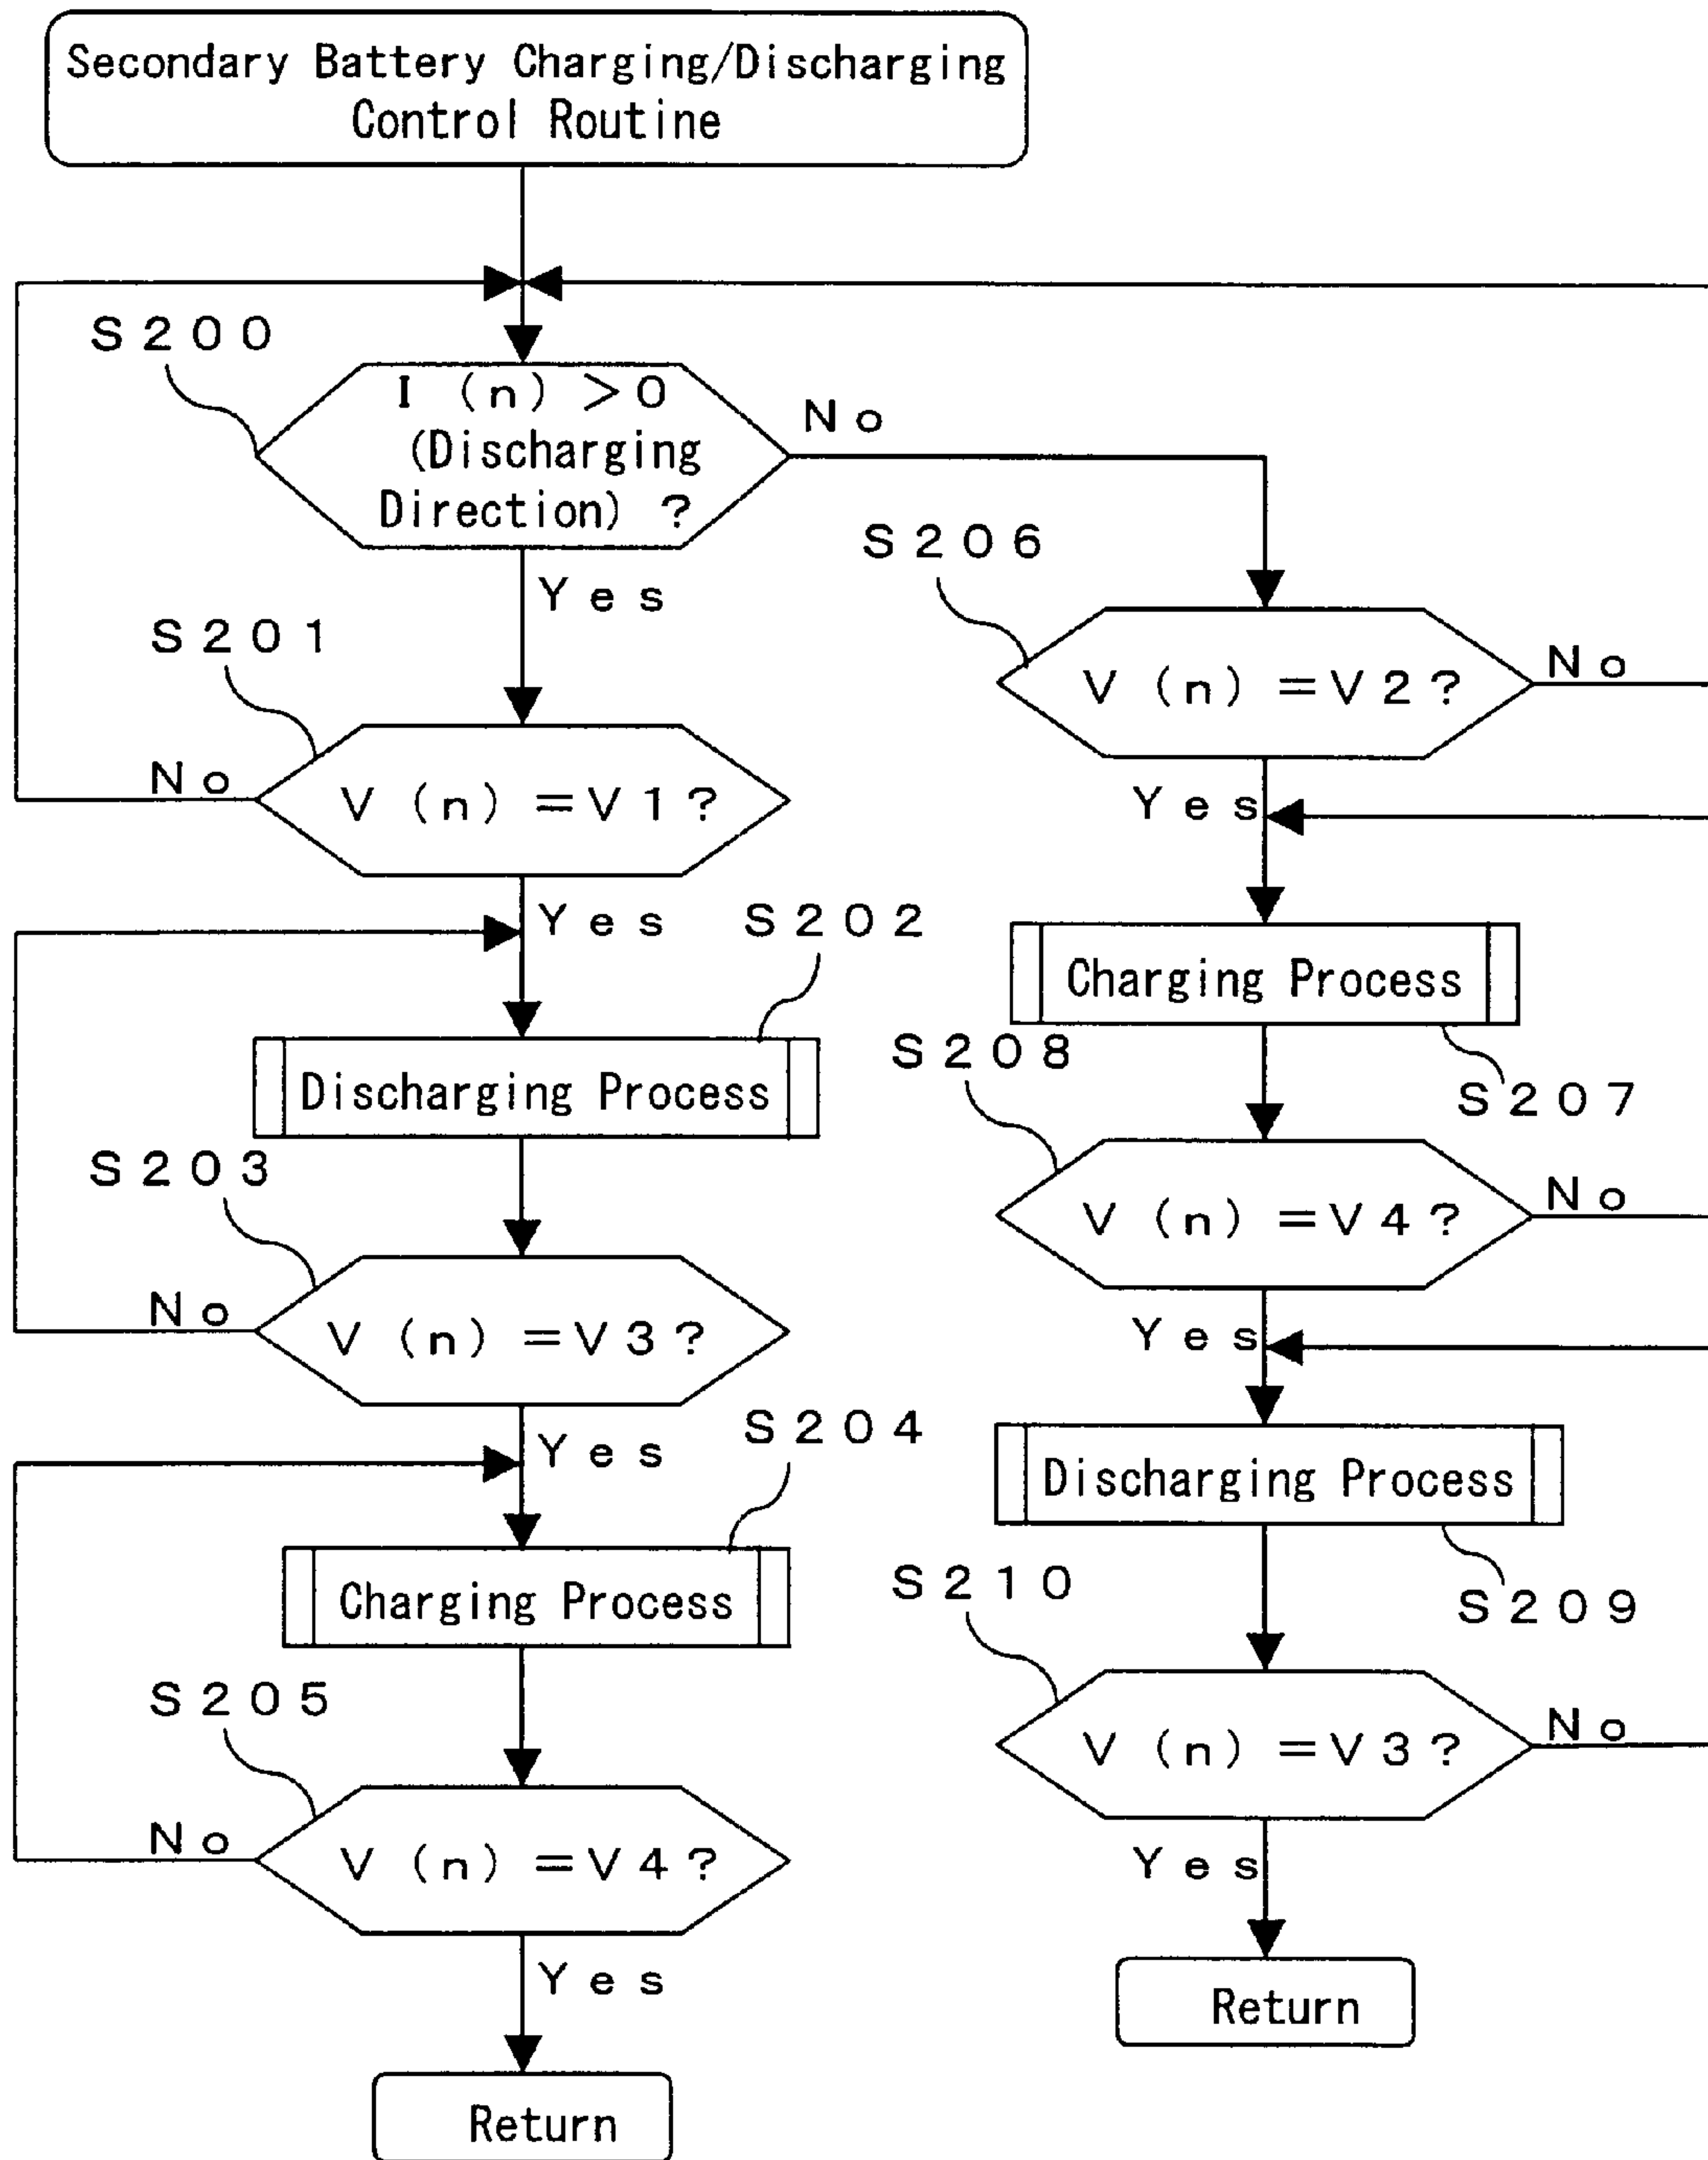 Secondary Battery Charging/Discharging
Control Routine
S200
I (n) >0
(Discharging
Direction) ?
No
Yes
S201
V (n) =V1?
No
Yes
S202
Discharging Process
S203
V (n) =V3?
No
Yes
S204
Charging Process
S205
V (n) =V4?
No
Yes
Return
S206
V (n) =V2?
No
Yes
Charging Process
S207
S208
V (n) =V4?
No
Yes
Discharging Process
S209
S210
V (n) =V3?
No
Yes
Return